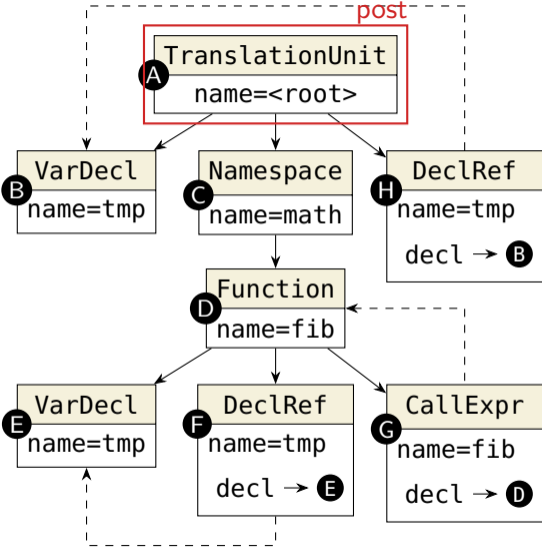 post
TranslationUnit
A
name=<root>
VarDecl
B
name=tmp
Namespace
C
name=math
DeclRef
H
name=tmp
decl → B
Function
D
name=fib
VarDecl
E
name=tmp
DeclRef
F
name=tmp
decl → E
CallExpr
G
name=fib
decl → D